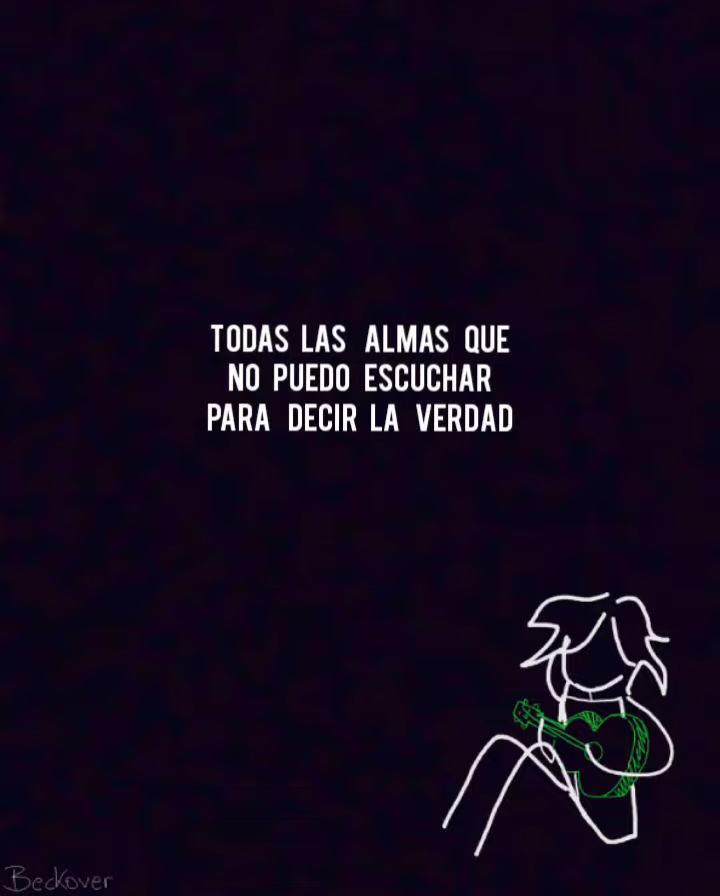 TODAS LAS ALMAS QUE
NO PUEDO ESCUCHAR
PARA DECIR LA VERDAD
Beckover